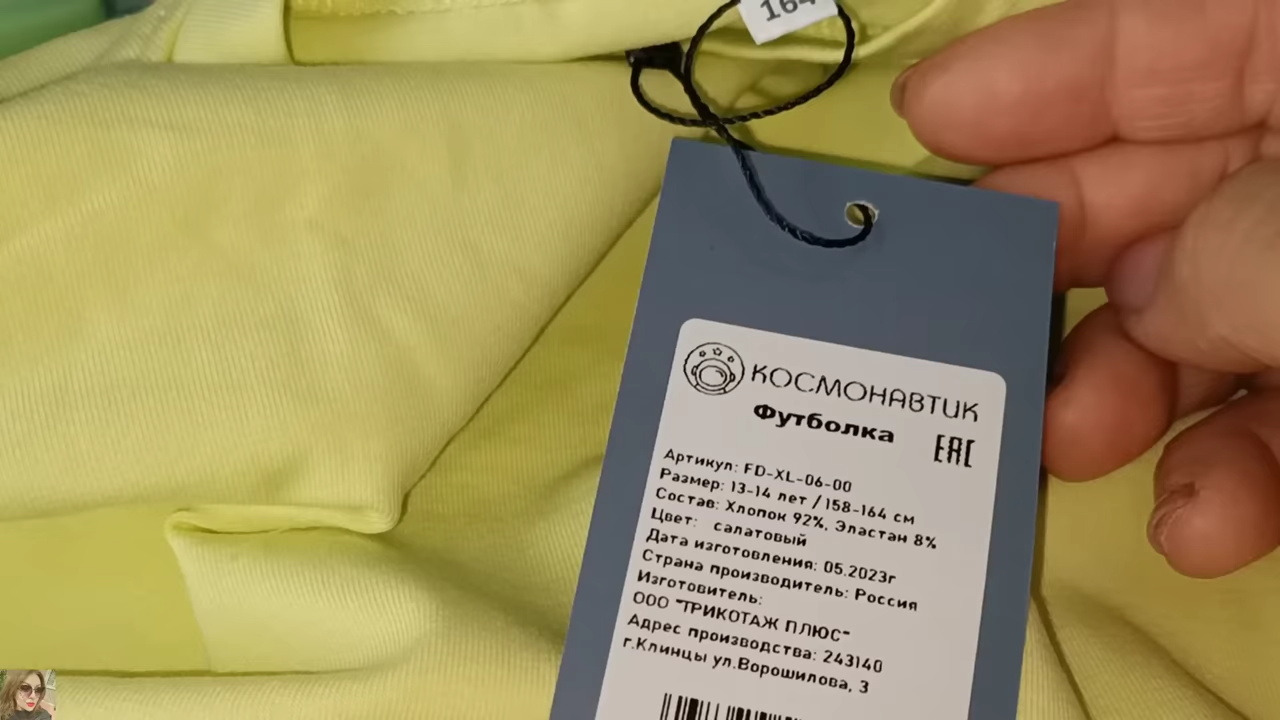 164
КОСМОНАВТИК
Футболка
EAC
Артикул: FD-XL-06-00
Размер: 13-14 лет / 158-164 см
Состав: Хлопок 92%, Эластан 8%
Цвет: салатовый
Дата изготовления: 05.2023г
Страна производитель: Россия
Изготовитель:
ООО "ТРИКОТАЖ ПЛЮС"
Адрес производства: 243140
г.Клинцы ул.Ворошилова, 3